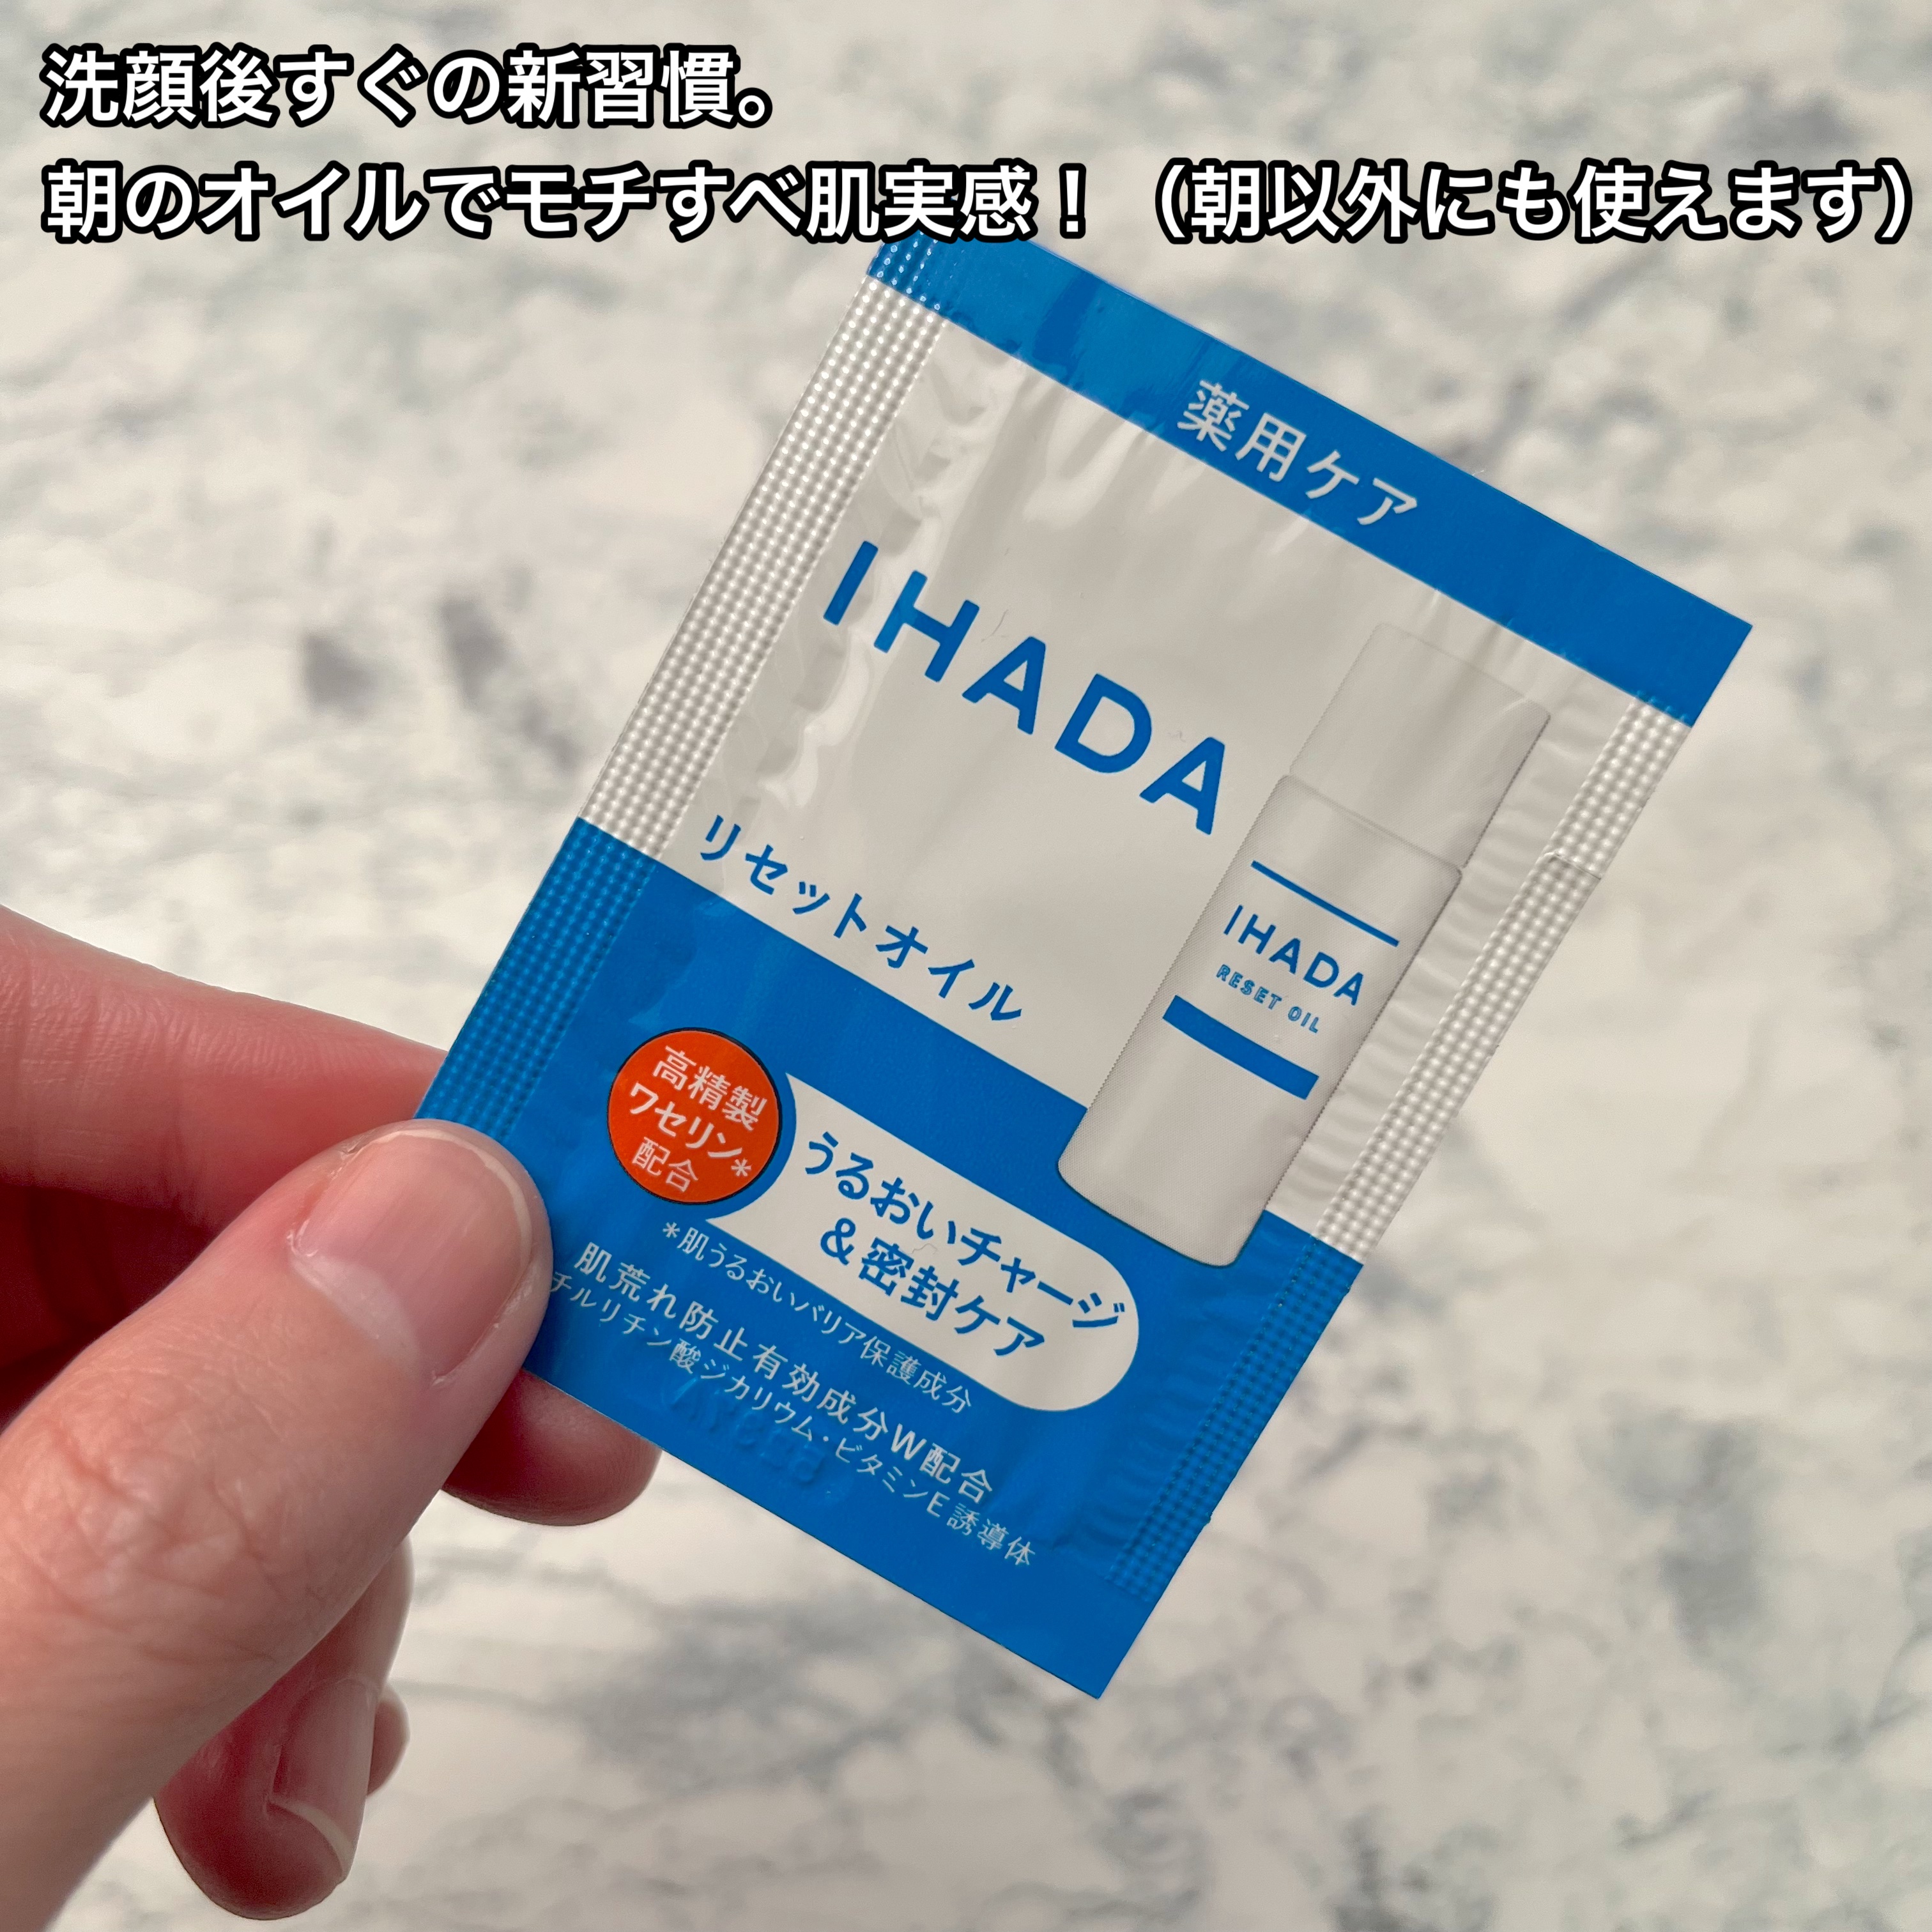 洗顔後すぐの新習慣。
朝のオイルでモチすべ肌実感！（朝以外にも使えます）
薬用ケア
IHADA
リセットオイル
IHADA
RESET OIL
高精製
ワセリン*
配合
うるおいチャージ
&密封ケア
*肌うるおいバリア保護成分
肌荒れ防止有効成分W配合
チルリチン酸ジカリウム・ビタミンE誘導体